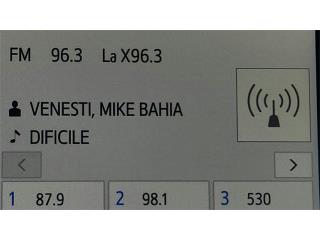 FM 96.3 La X96.3
VENESTI, MIKE BAHIA
DIFICILE
1 87.9 2 98.1 3 530